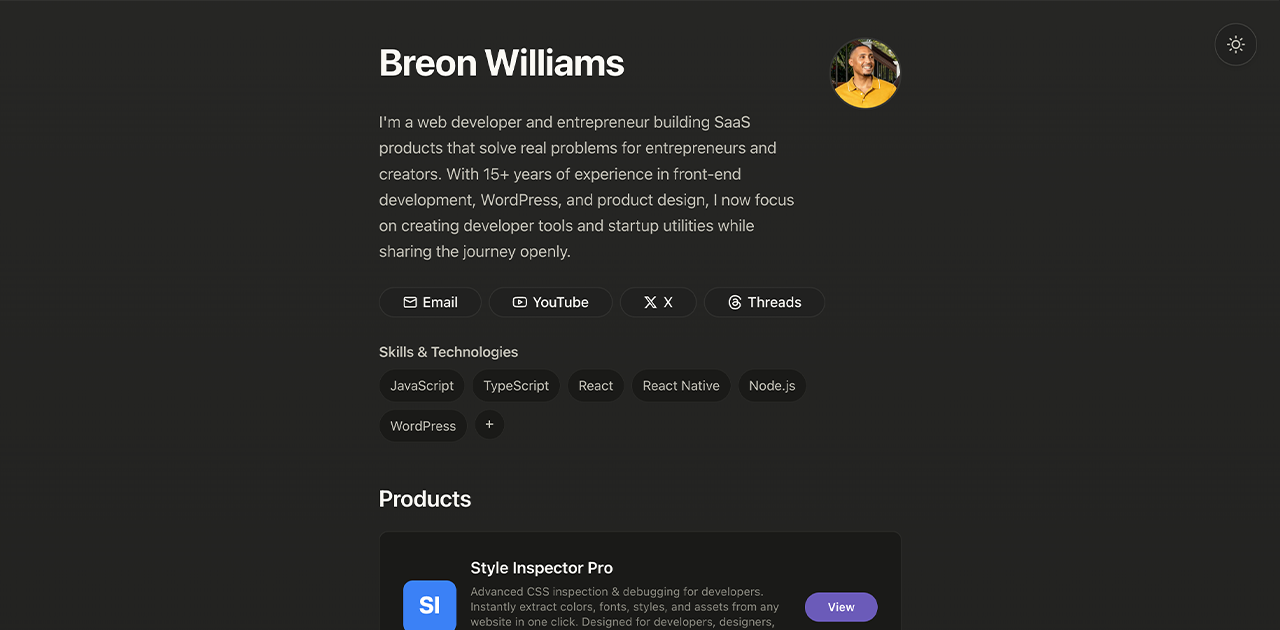 Breon Williams
I'm a web developer and entrepreneur building SaaS
products that solve real problems for entrepreneurs and
creators. With 15+ years of experience in front-end
development, WordPress, and product design, I now focus
on creating developer tools and startup utilities while
sharing the journey openly.
Email YouTube X Threads
Skills & Technologies
JavaScript TypeScript React React Native Node.js
WordPress +
Products
Style Inspector Pro
SI
Advanced CSS inspection & debugging for developers.
Instantly extract colors, fonts, styles, and assets from any
website in one click. Designed for developers, designers,
View